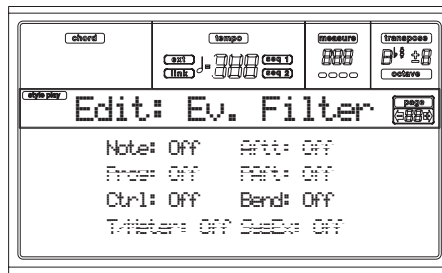 chord tempo measure transpose
ext seq 1
link seq 2
octave
style play Edit: Ev. Filter page
Note: Off Aftt: Off
Prog: Off PAft: Off
Ctrl: Off Bend: Off
T/Meter: Off SysEx: Off